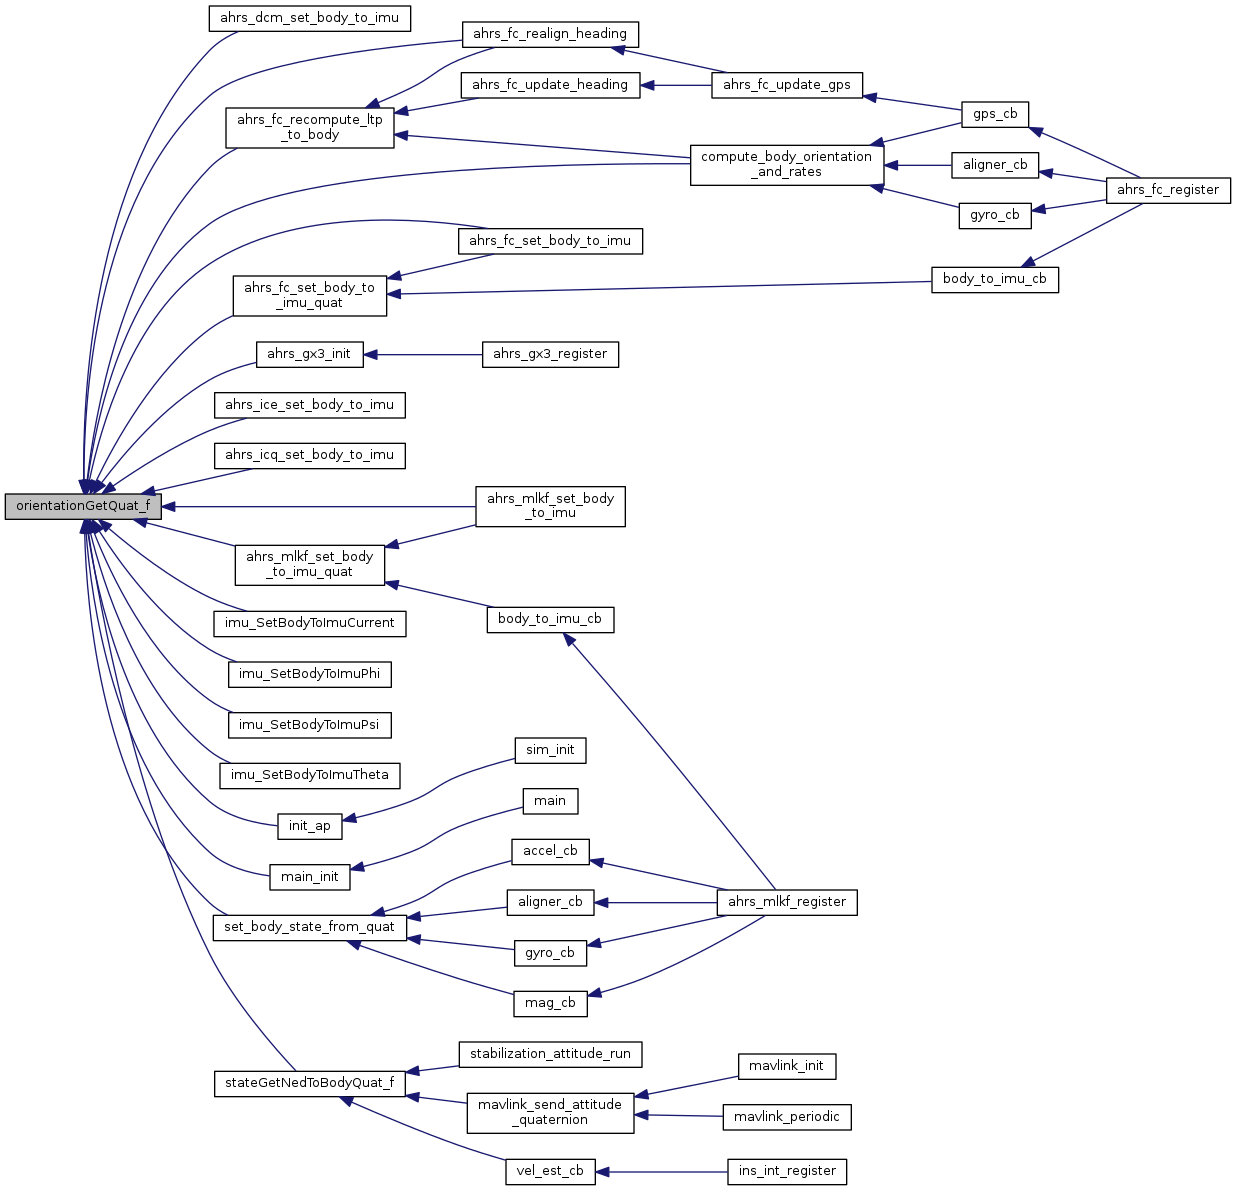 ahrs_dcm_set_body_to_imu
ahrs_fc_realign_heading
ahrs_fc_update_heading
ahrs_fc_update_gps
ahrs_fc_recompute_ltp
_to_body
gps_cb
compute_body_orientation
_and_rates
aligner_cb
ahrs_fc_register
gyro_cb
ahrs_fc_set_body_to_imu
ahrs_fc_set_body_to
_imu_quat
body_to_imu_cb
ahrs_gx3_init
ahrs_gx3_register
ahrs_ice_set_body_to_imu
ahrs_icq_set_body_to_imu
orientationGetQuat_f
ahrs_mlkf_set_body
_to_imu
ahrs_mlkf_set_body
_to_imu_quat
body_to_imu_cb
imu_SetBodyToImuCurrent
imu_SetBodyToImuPhi
imu_SetBodyToImuPsi
imu_SetBodyToImuTheta
sim_init
main
init_ap
main_init
accel_cb
aligner_cb
ahrs_mlkf_register
set_body_state_from_quat
gyro_cb
mag_cb
stabilization_attitude_run
stateGetNedToBodyQuat_f
mavlink_init
mavlink_send_attitude
_quaternion
mavlink_periodic
vel_est_cb
ins_int_register